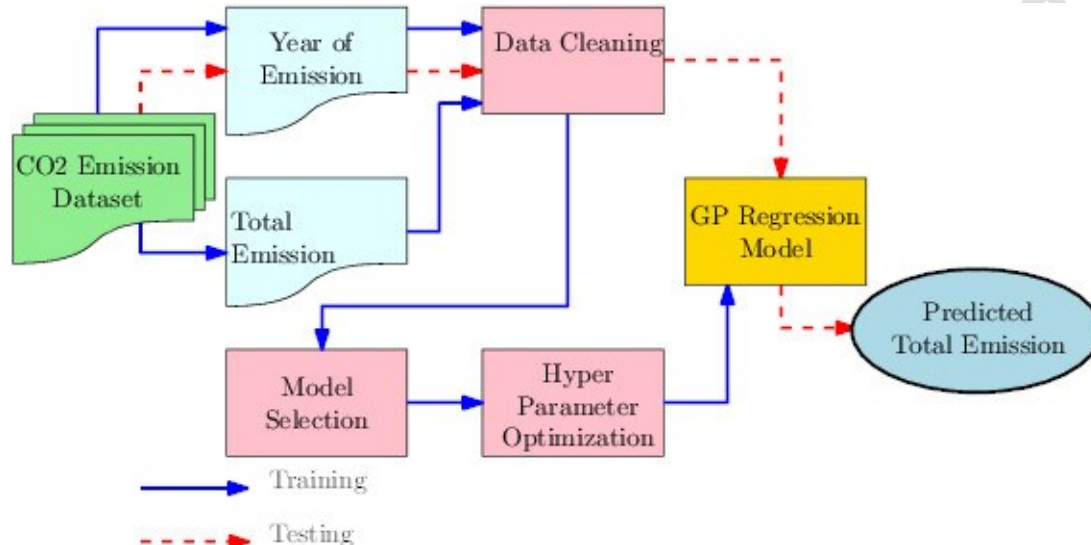 Year of
Emission
Data Cleaning
CO2 Emission
Dataset
Total
Emission
GP Regression
Model
Predicted
Total Emission
Model
Selection
Hyper
Parameter
Optimization
Training
Testing